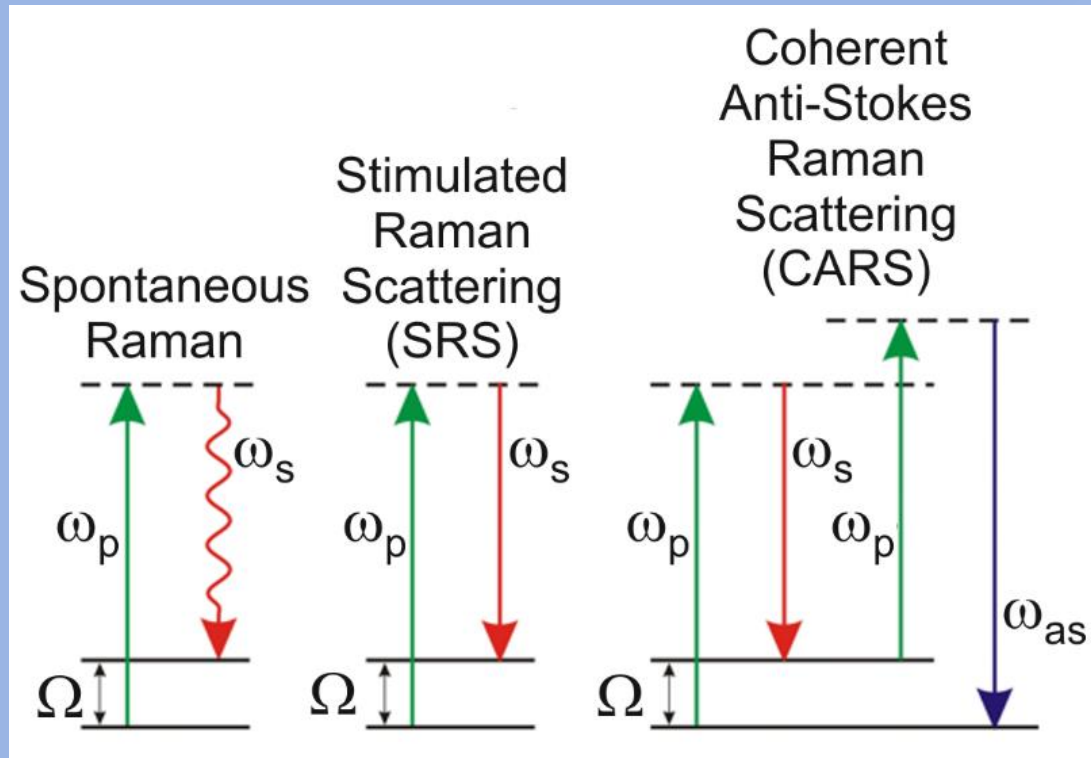 Spontaneous
Raman
ωp
ωs
Ω
Stimulated
Raman
Scattering
(SRS)
ωp
ωs
Ω
Coherent
Anti-Stokes
Raman
Scattering
(CARS)
ωp
ωs
ωp
ωas
Ω